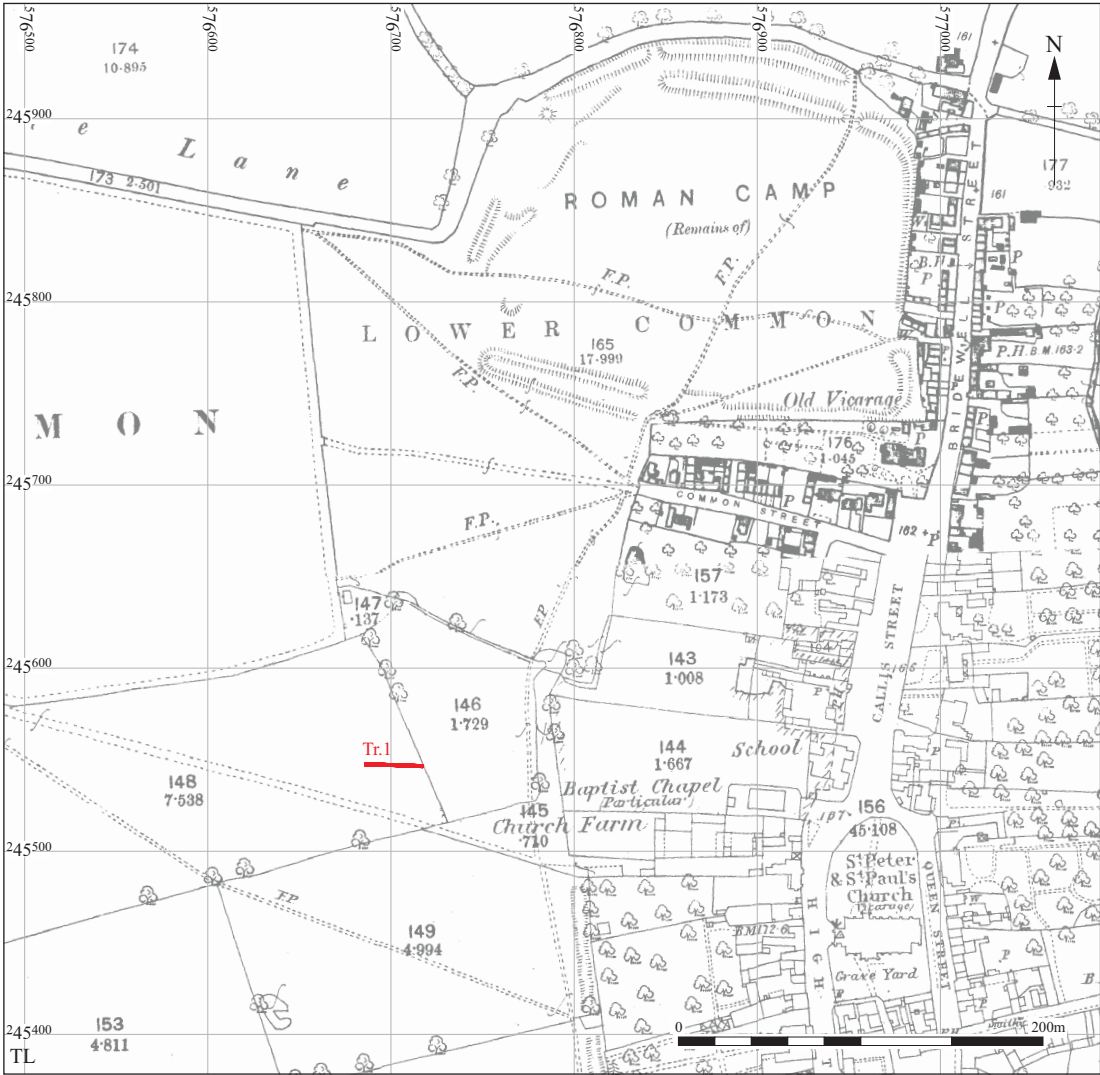 576500
576600
576700
576800
576900
577000
N
174
10·895
161
245900
e Lane
173 2·501
177
·932
161
ROMAN CAMP
(Remains of)
STREET
W
B.H
P
P
F.P.
F.P.
245800
LOWER COMMON
P
W
165
17·999
P.H. B.M.163·2
F.P.
Old Vicarage
BRIDEWELL
P
MON
176
1·045
P
245700
COMMON STREET
P
F.P.
162
P
157
1·173
147
·137
F.P.
CALLIS STREET
245600
143
1·008
165
P
P.H
146
1·729
Tr.1
144
1·667
School
P
148
7·538
Baptist Chapel
(Particular)
145
·710
Church Farm
167
156
45·108
P
245500
St Peter
& St Paul's
Church
(Vicarage)
QUEEN STREET
F.P.
P
W
149
4·994
B.M.172·6
HIGH
P
Grave Yard
P
P
B
245400
153
4·811
0
200m
Smithy
P.H
T
TL